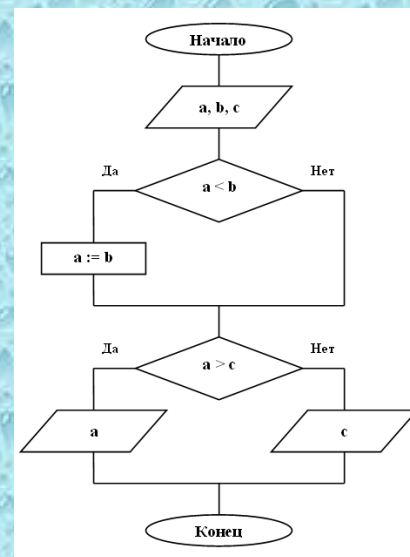 Начало
a, b, c
Да
a < b
Нет
a := b
Да
a > c
Нет
a
c
Конец